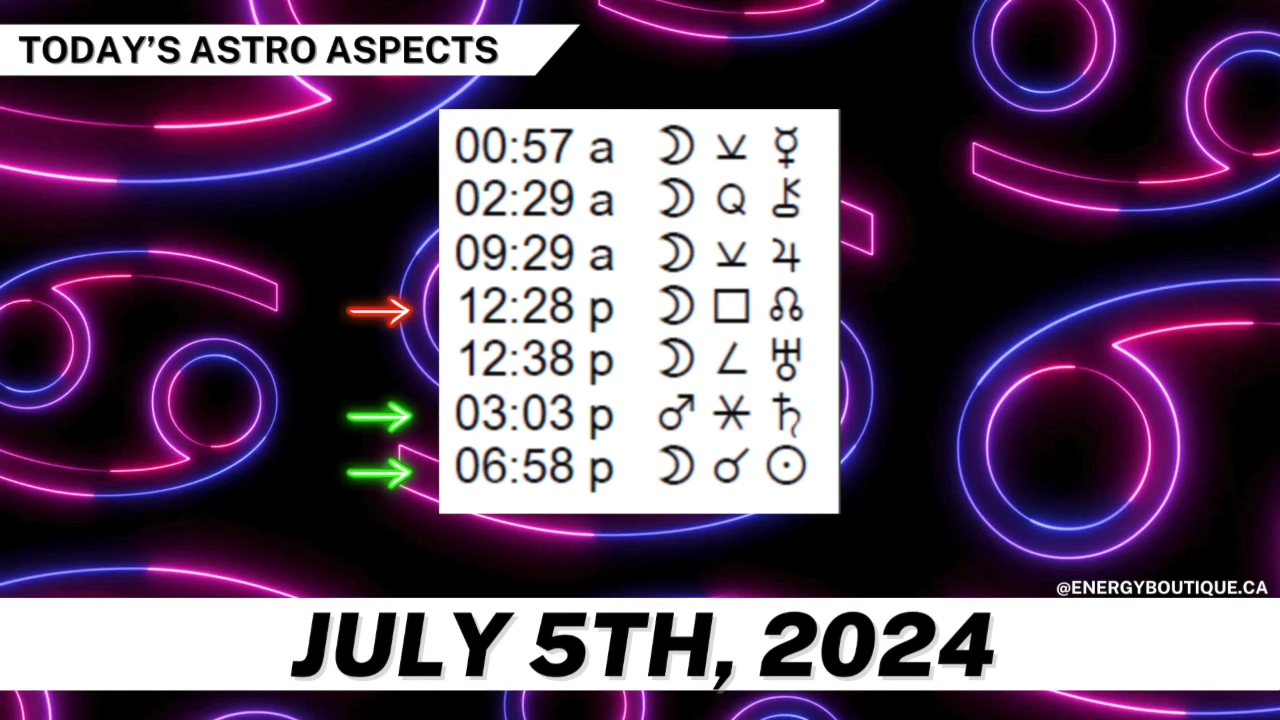 TODAY’S ASTRO ASPECTS
00:57 a ☽ ⚺ ☿
02:29 a ☽ Q ⚷
09:29 a ☽ ⚺ ♃
12:28 p ☽ □ ☊
12:38 p ☽ ∠ ♅
03:03 p ♂ ⚹ ♄
06:58 p ☽ ☌ ☉
@ENERGYBOUTIQUE.CA
JULY 5TH, 2024